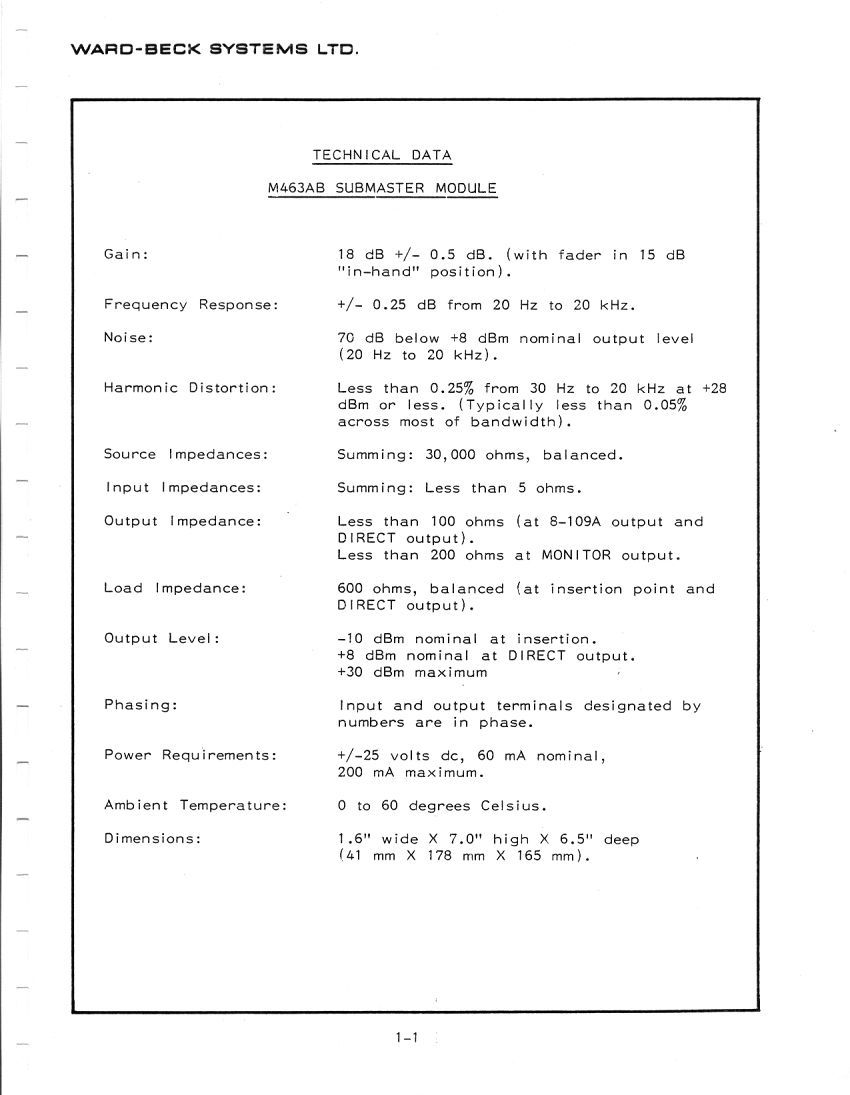 WARD-BECK SYSTEMS LTD.
TECHNICAL DATA
M463AB SUBMASTER MODULE
Gain: 18 dB +/- 0.5 dB. (with fader in 15 dB
"in-hand" position).
Frequency Response: +/- 0.25 dB from 20 Hz to 20 kHz.
Noise: 70 dB below +8 dBm nominal output level
(20 Hz to 20 kHz).
Harmonic Distortion: Less than 0.25% from 30 Hz to 20 kHz at +28
dBm or less. (Typically less than 0.05%
across most of bandwidth).
Source Impedances: Summing: 30,000 ohms, balanced.
Input Impedances: Summing: Less than 5 ohms.
Output Impedance: Less than 100 ohms (at 8-109A output and
DIRECT output).
Less than 200 ohms at MONITOR output.
Load Impedance: 600 ohms, balanced (at insertion point and
DIRECT output).
Output Level: -10 dBm nominal at insertion.
+8 dBm nominal at DIRECT output.
+30 dBm maximum
Phasing: Input and output terminals designated by
numbers are in phase.
Power Requirements: +/-25 volts dc, 60 mA nominal,
200 mA maximum.
Ambient Temperature: 0 to 60 degrees Celsius.
Dimensions: 1.6" wide X 7.0" high X 6.5" deep
(41 mm X 178 mm X 165 mm).
1-1